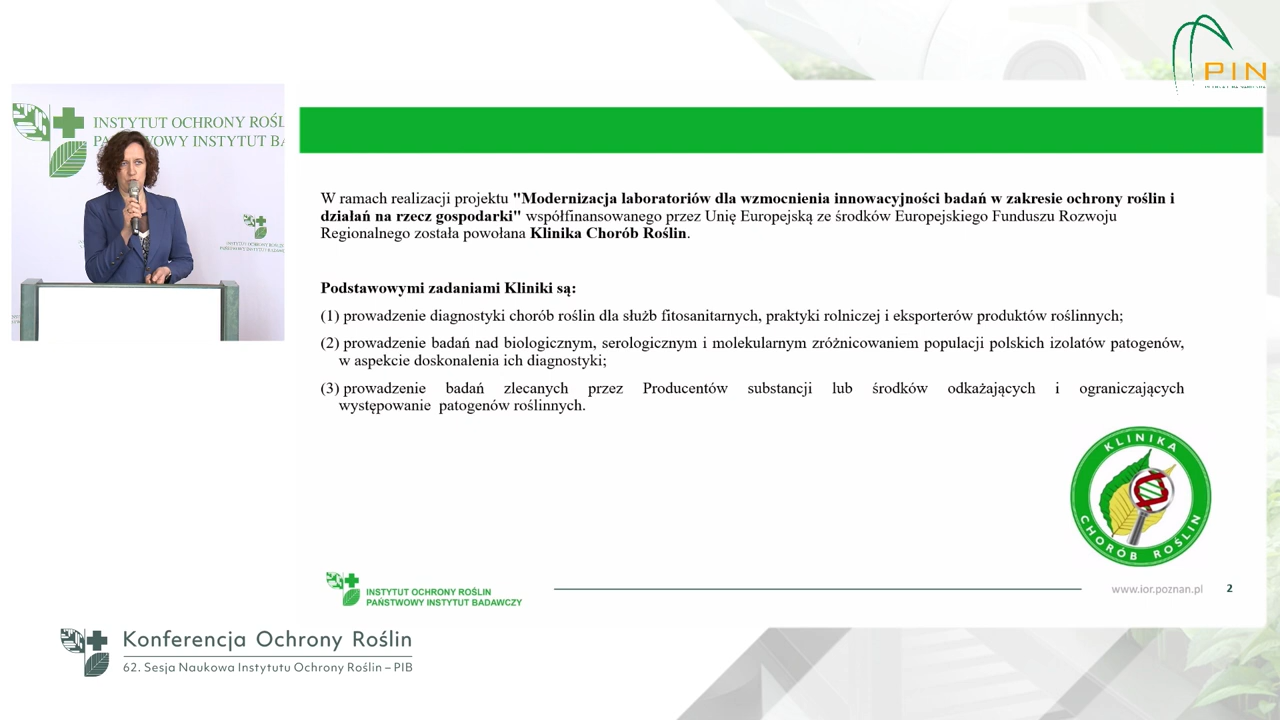 PIN
INSTYTUT OCHRONY ROŚL
PA WOWY INSTYTUT BA
W ramach realizacji projektu "Modernizacja laboratoriów dla wzmocnienia innowacyjności badań w zakresie ochrony roślin i
działań na rzecz gospodarki" współfinansowanego przez Unię Europejską ze środków Europejskiego Funduszu Rozwoju
Regionalnego została powołana Klinika Chorób Roślin.
Podstawowymi zadaniami Kliniki są:
(1) prowadzenie diagnostyki chorób roślin dla służb fitosanitarnych, praktyki rolniczej i eksporterów produktów roślinnych;
(2) prowadzenie badań nad biologicznym, serologicznym i molekularnym zróżnicowaniem populacji polskich izolatów patogenów,
w aspekcie doskonalenia ich diagnostyki;
(3) prowadzenie badań zlecanych przez Producentów substancji lub środków odkażających i ograniczających
występowanie patogenów roślinnych.
KLINIKA
CHORÓB ROŚLIN
INSTYTUT OCHRONY ROŚLIN
PAŃSTWOWY INSTYTUT BADAWCZY
www.ior.poznan.pl 2
Konferencja Ochrony Roślin
62. Sesja Naukowa Instytutu Ochrony Roślin – PIB